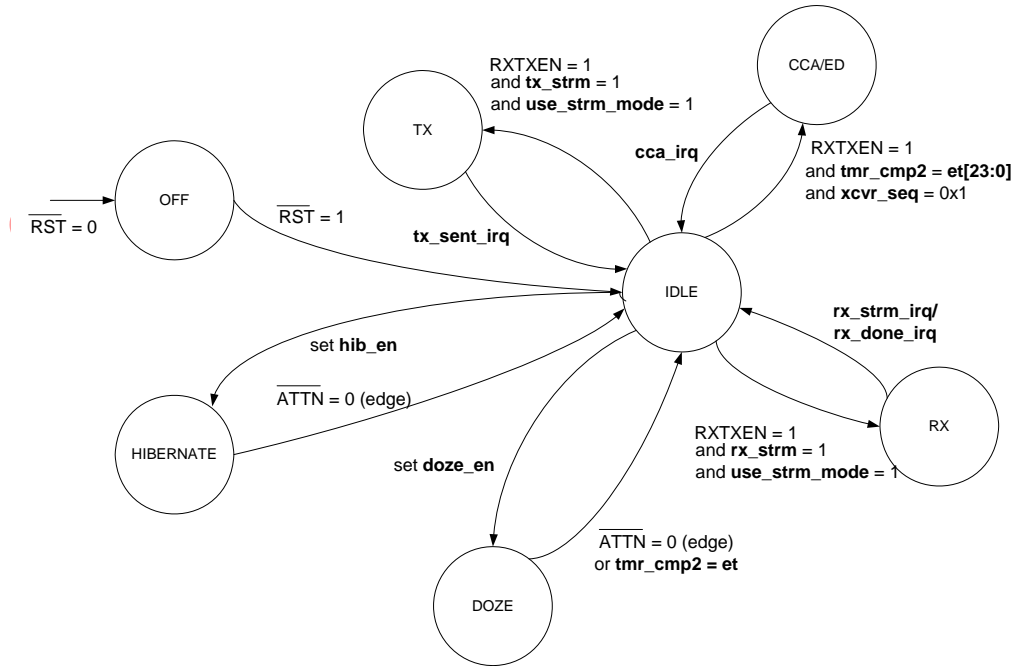 CCA/ED
RXTXEN = 1
and tx_strm = 1
and use_strm_mode = 1
TX
cca_irq
RXTXEN = 1
and tmr_cmp2 = et[23:0]
and xcvr_seq = 0x1
OFF
RST = 0
RST = 1
tx_sent_irq
IDLE
rx_strm_irq/
rx_done_irq
set hib_en
ATTN = 0 (edge)
HIBERNATE
RX
RXTXEN = 1
and rx_strm = 1
and use_strm_mode = 1
set doze_en
ATTN = 0 (edge)
or tmr_cmp2 = et
DOZE